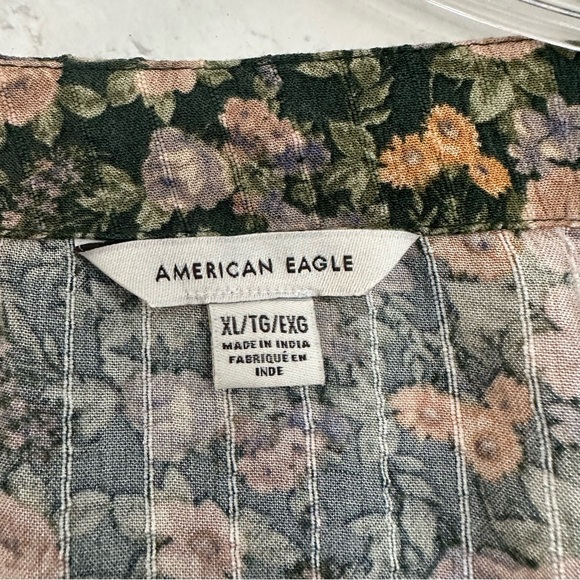 AMERICAN EAGLE
XL/TG/EXG
MADE IN INDIA
FABRIQUÉ EN
INDE